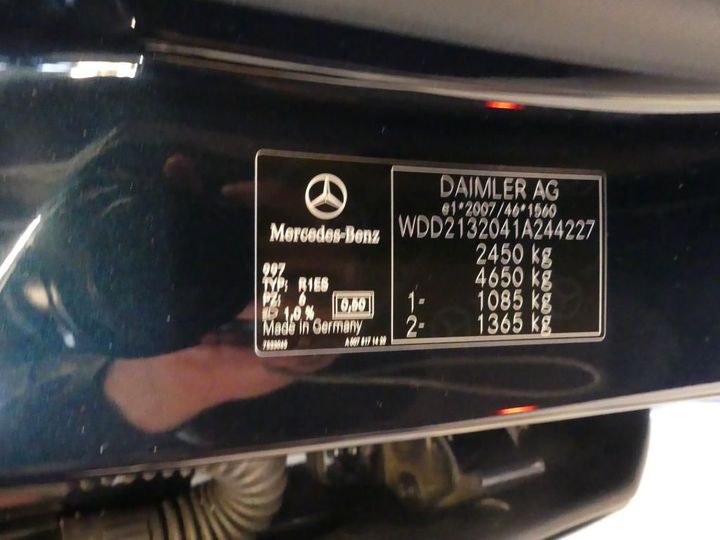 Mercedes-Benz
997
TYP: R1ES
PZ: 6
1,0 %
0,50
Made in Germany
DAIMLER AG
e1*2007/46*1560
WDD2132041A244227
2450 kg
4650 kg
1- 1085 kg
2- 1365 kg